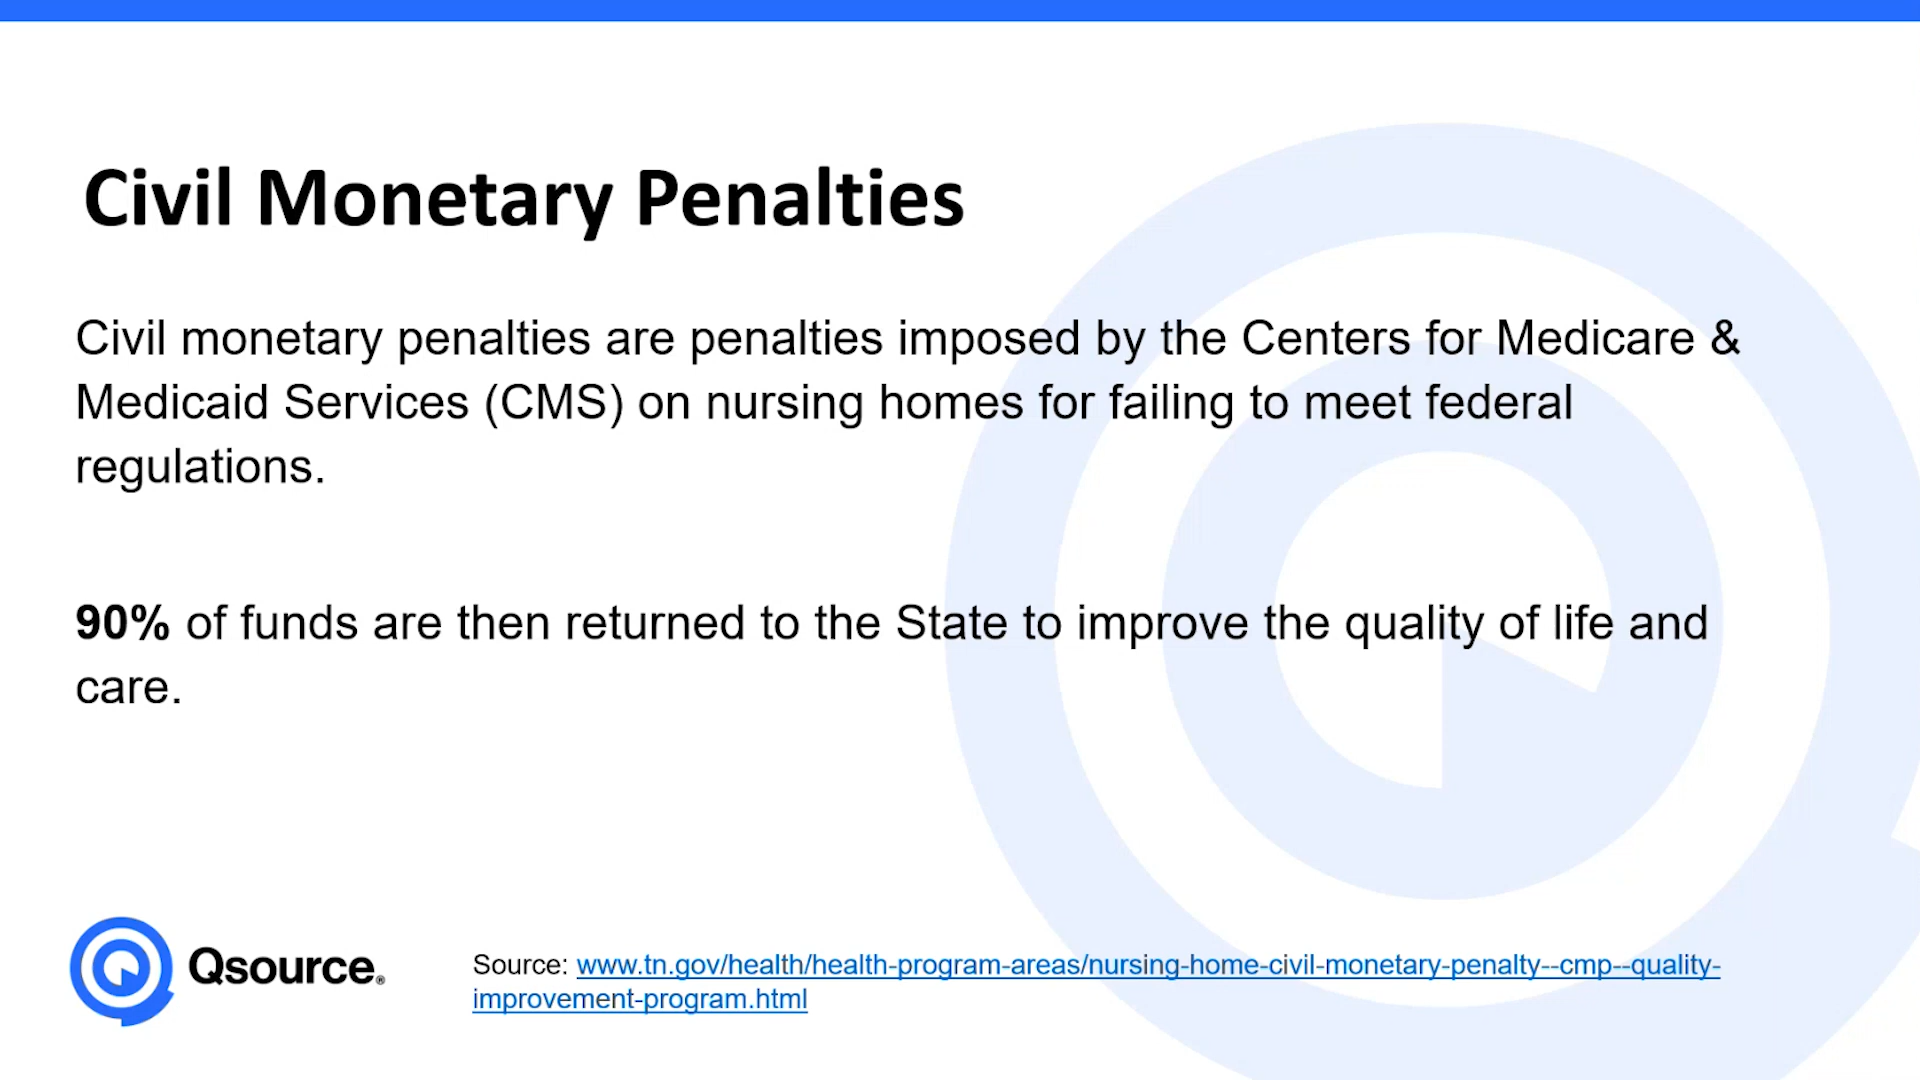 Civil Monetary Penalties
Civil monetary penalties are penalties imposed by the Centers for Medicare &
Medicaid Services (CMS) on nursing homes for failing to meet federal
regulations.
90% of funds are then returned to the State to improve the quality of life and
care.
Qsource®
Source: www.tn.gov/health/health-program-areas/nursing-home-civil-monetary-penalty--cmp--quality-
improvement-program.html